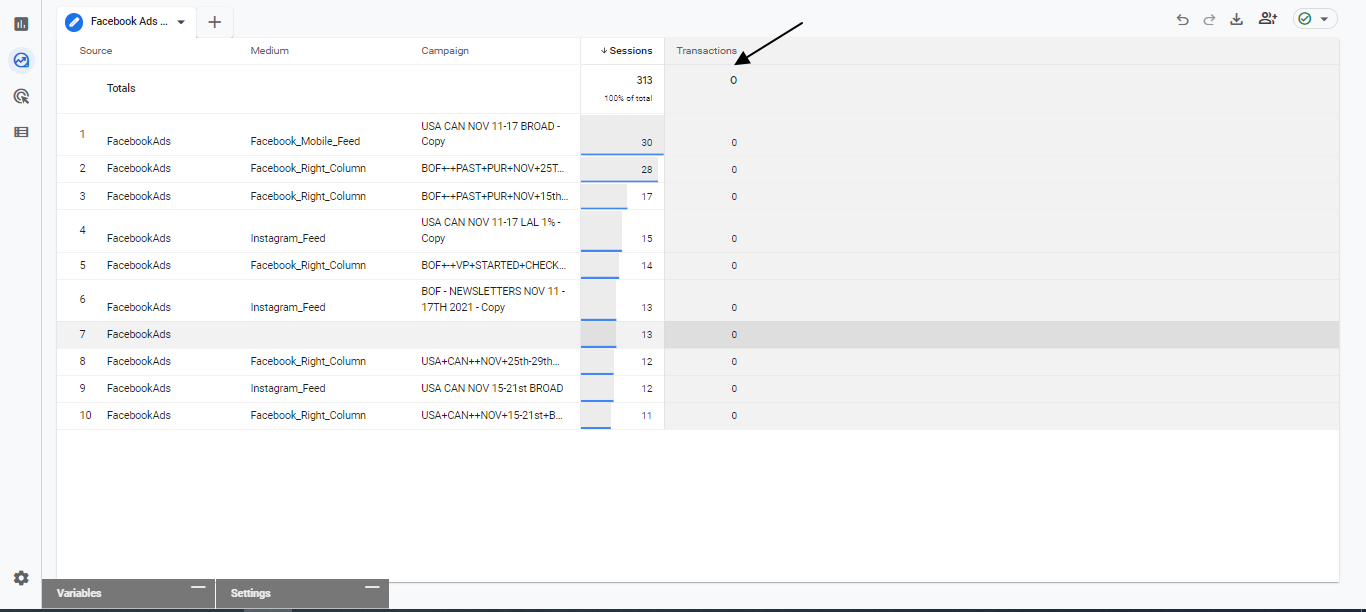 Facebook Ads ...
Source Medium Campaign Sessions Transactions
Totals 313 0
100% of total
1 FacebookAds Facebook_Mobile_Feed USA CAN NOV 11-17 BROAD - 30 0
Copy
2 FacebookAds Facebook_Right_Column BOF+-+PAST+PUR+NOV+25T... 28 0
3 FacebookAds Facebook_Right_Column BOF+-+PAST+PUR+NOV+15th... 17 0
4 FacebookAds Instagram_Feed USA CAN NOV 11-17 LAL 1% - 15 0
Copy
5 FacebookAds Facebook_Right_Column BOF+-+VP+STARTED+CHECK... 14 0
6 FacebookAds Instagram_Feed BOF - NEWSLETTERS NOV 11 - 13 0
17TH 2021 - Copy
7 FacebookAds 13 0
8 FacebookAds Facebook_Right_Column USA+CAN++NOV+25th-29th... 12 0
9 FacebookAds Instagram_Feed USA CAN NOV 15-21st BROAD 12 0
10 FacebookAds Facebook_Right_Column USA+CAN++NOV+15-21st+B... 11 0
Variables Settings